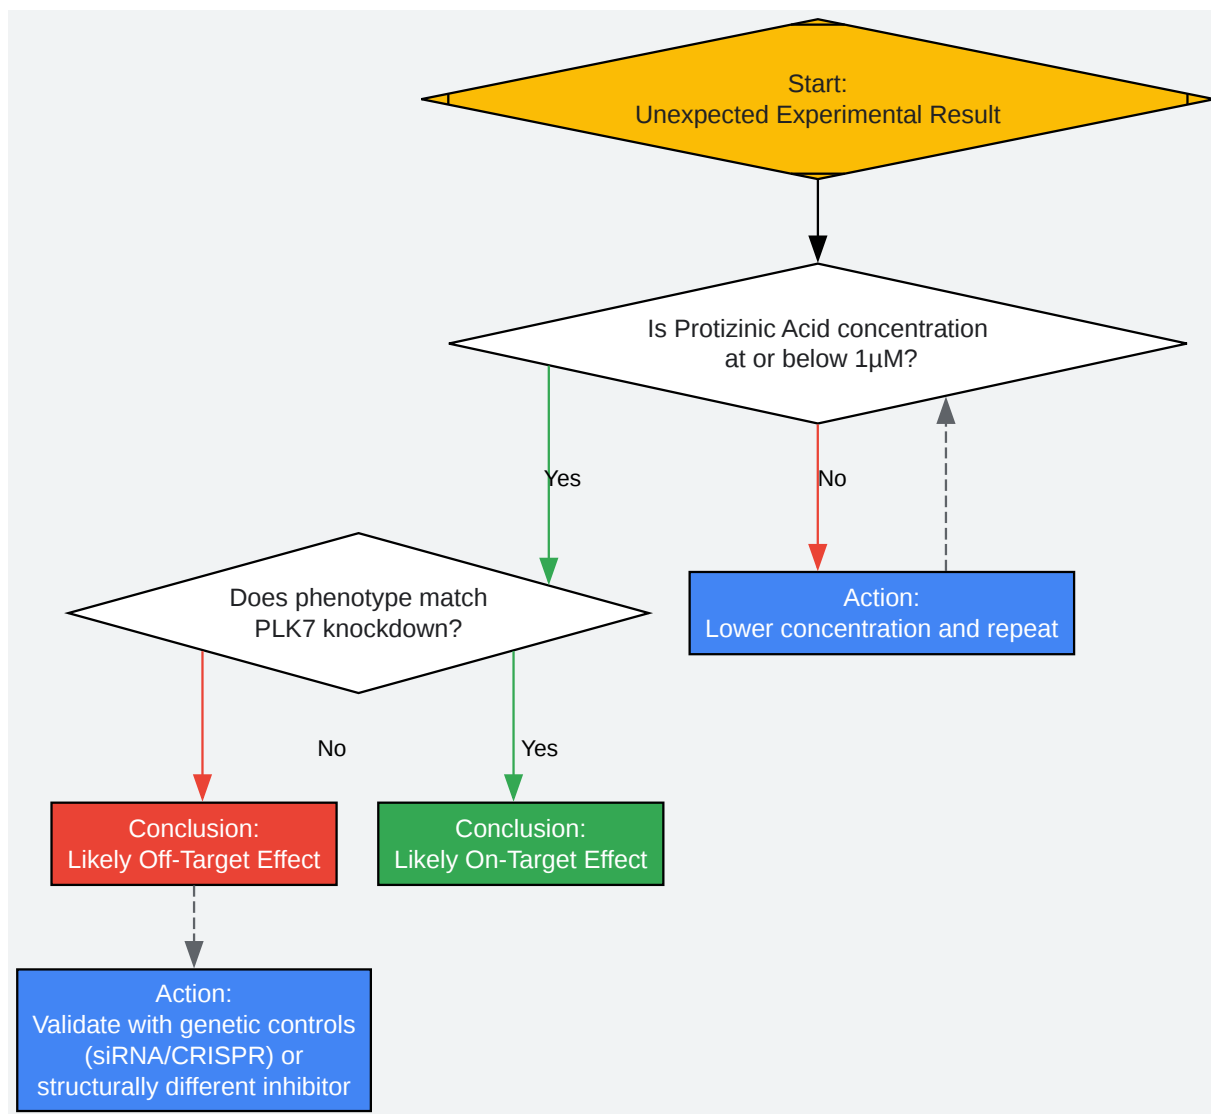 Start:
Unexpected Experimental Result
Is Protizinic Acid concentration
at or below 1µM?
Yes
No
Does phenotype match
PLK7 knockdown?
Action:
Lower concentration and repeat
No
Yes
Conclusion:
Likely Off-Target Effect
Conclusion:
Likely On-Target Effect
Action:
Validate with genetic controls
(siRNA/CRISPR) or
structurally different inhibitor